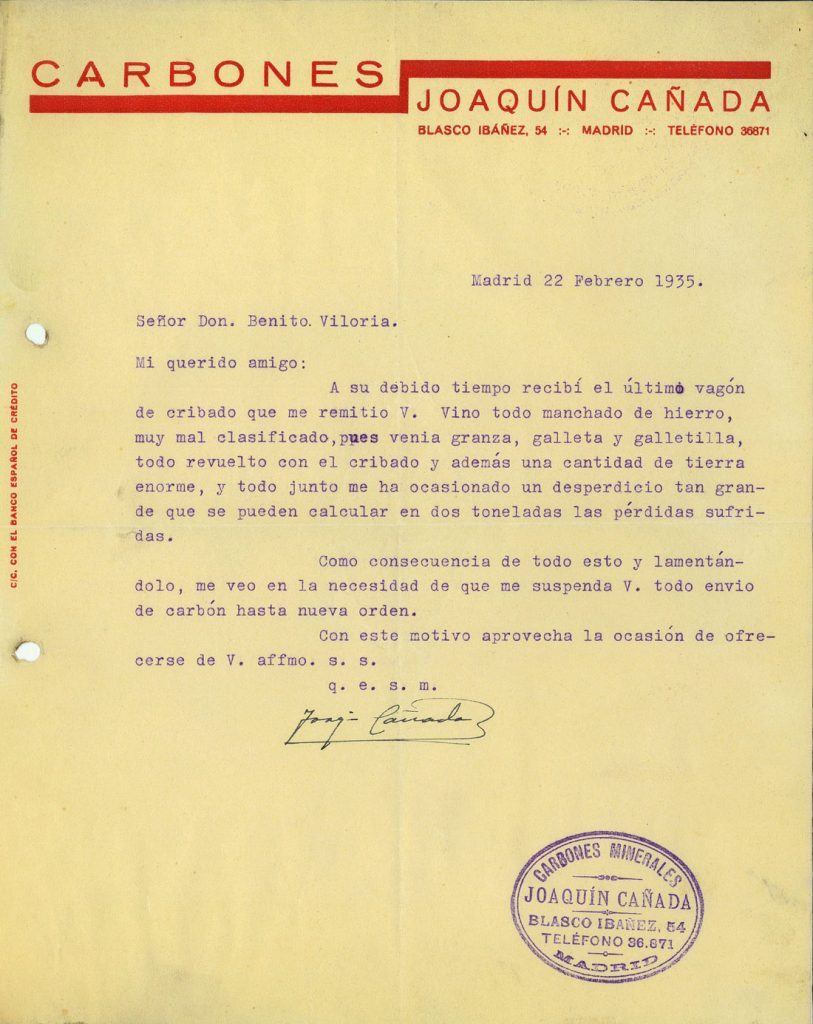 CARBONES
JOAQUÍN CAÑADA
BLASCO IBÁÑEZ, 54 :-: MADRID :-: TELÉFONO 36871
Madrid 22 Febrero 1935.
Señor Don. Benito Viloria.
Mi querido amigo:
A su debido tiempo recibí el último vagón
de cribado que me remitio V. Vino todo manchado de hierro,
muy mal clasificado,pues venia granza, galleta y galletilla,
todo revuelto con el cribado y además una cantidad de tierra
enorme, y todo junto me ha ocasionado un desperdicio tan gran-
de que se pueden calcular en dos toneladas las pérdidas sufri-
das.
Como consecuencia de todo esto y lamentán-
dolo, me veo en la necesidad de que me suspenda V. todo envio
de carbón hasta nueva orden.
Con este motivo aprovecha la ocasión de ofre-
cerse de V. affmo. s. s.
q. e. s. m.
Joaqn Cañada
C/C. CON EL BANCO ESPAÑOL DE CRÉDITO
CARBONES MINERALES
JOAQUÍN CAÑADA
BLASCO IBAÑEZ, 54
TELÉFONO 36.871
MADRID